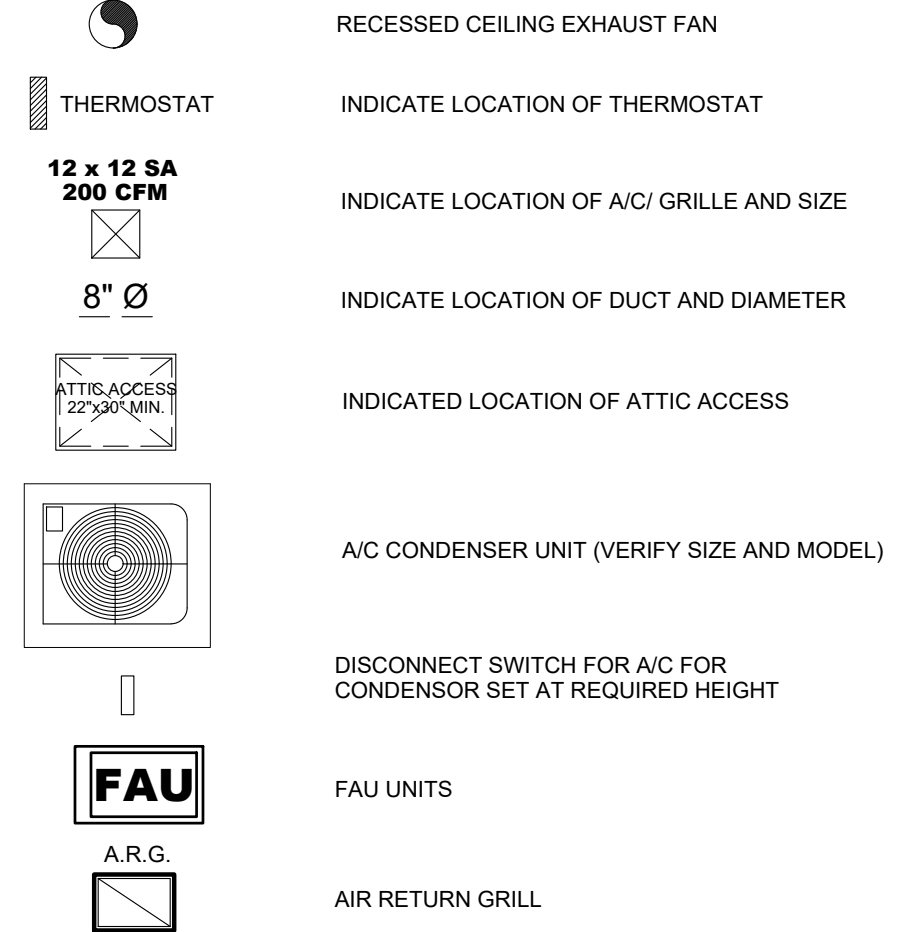 RECESSED CEILING EXHAUST FAN
THERMOSTAT
INDICATE LOCATION OF THERMOSTAT
12 x 12 SA
200 CFM
INDICATE LOCATION OF A/C/ GRILLE AND SIZE
8" Ø
INDICATE LOCATION OF DUCT AND DIAMETER
ATTIC ACCESS
22"x30" MIN.
INDICATED LOCATION OF ATTIC ACCESS
A/C CONDENSER UNIT (VERIFY SIZE AND MODEL)
DISCONNECT SWITCH FOR A/C FOR
CONDENSOR SET AT REQUIRED HEIGHT
FAU
FAU UNITS
A.R.G.
AIR RETURN GRILL